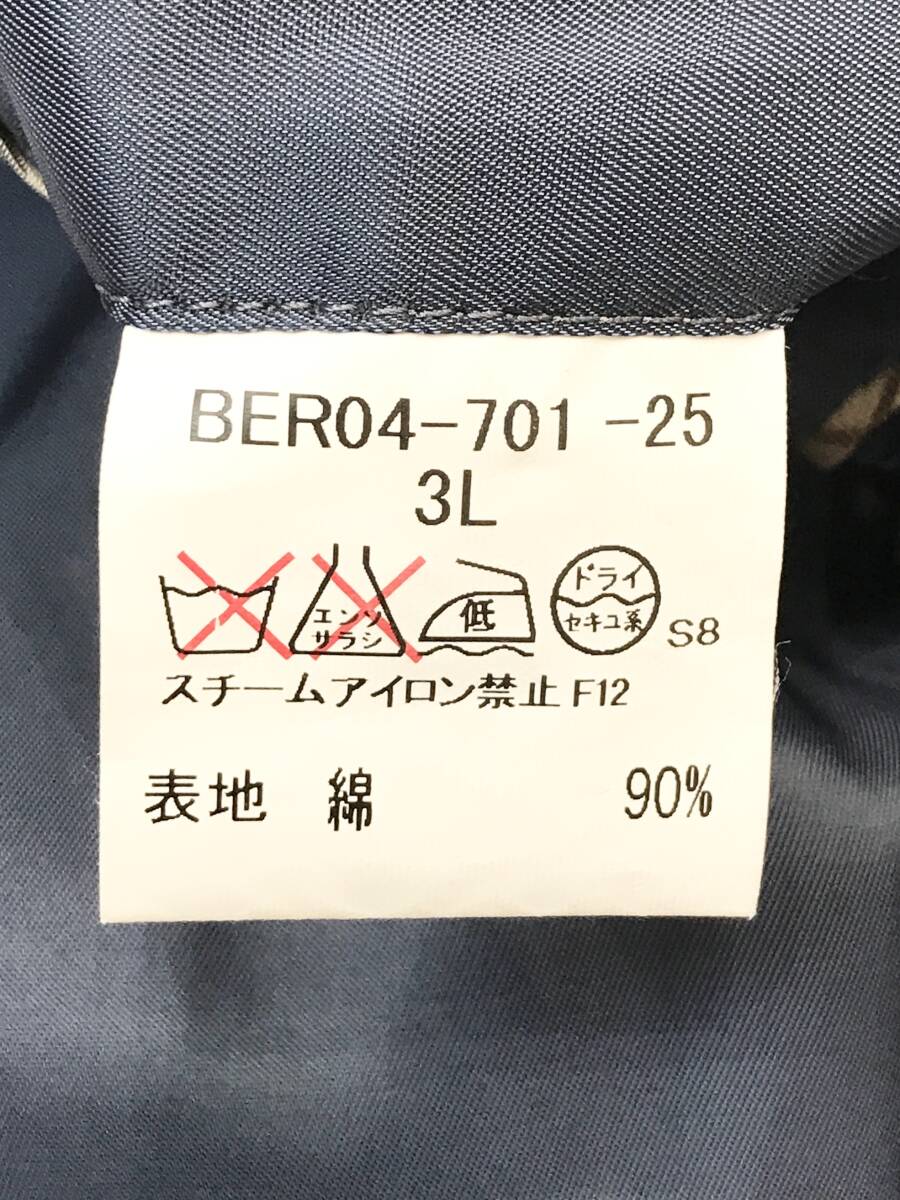 BER04-701 -25
3L
エンソ
サラシ
低
ドライ
セキユ系
S8
スチームアイロン禁止 F12
表地 綿 90%